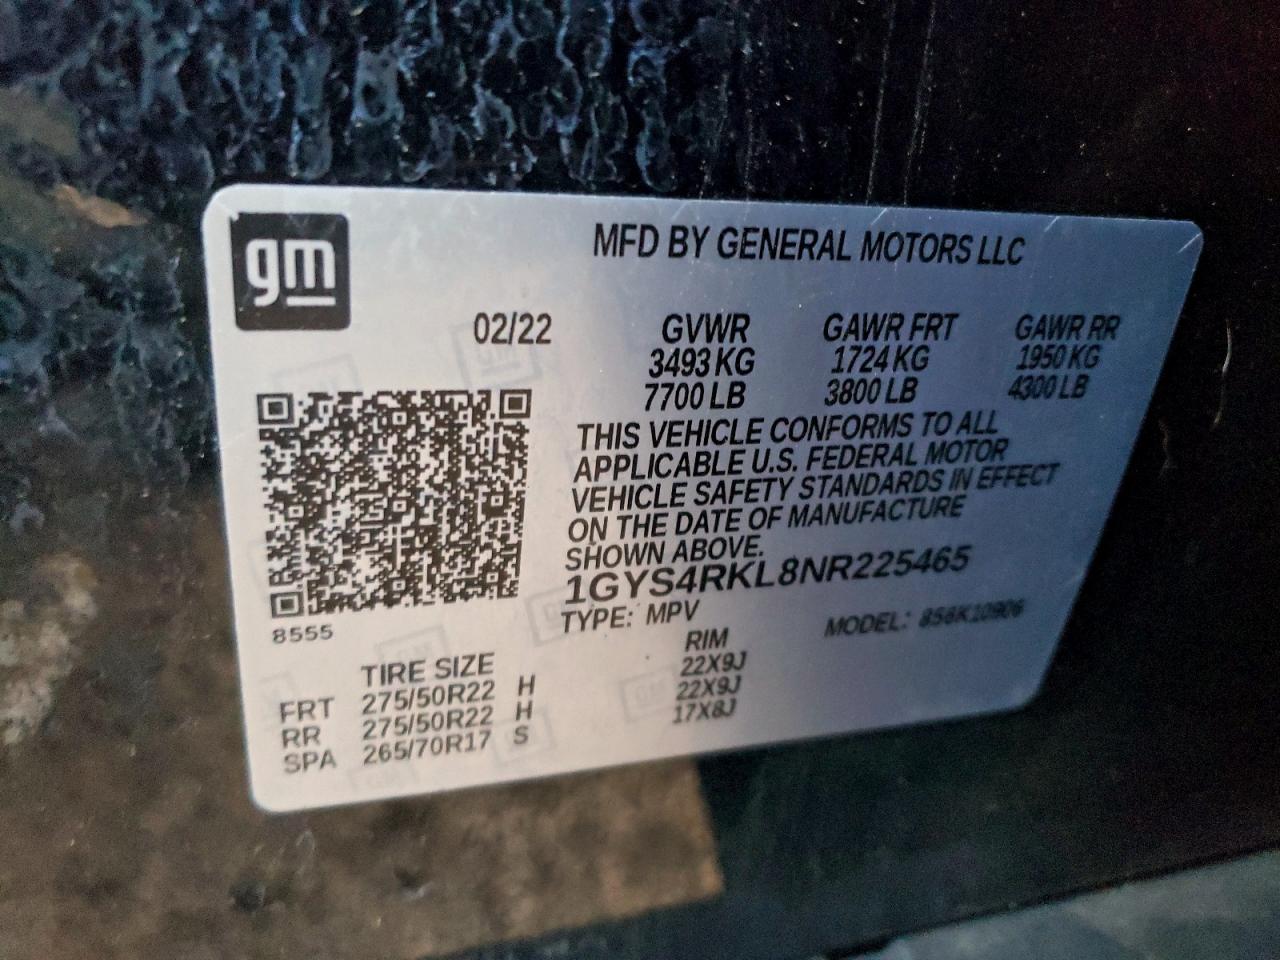 gm
MFD BY GENERAL MOTORS LLC
02/22 GVWR GAWR FRT GAWR RR
3493 KG 1724 KG 1950 KG
7700 LB 3800 LB 4300 LB
THIS VEHICLE CONFORMS TO ALL
APPLICABLE U.S. FEDERAL MOTOR
VEHICLE SAFETY STANDARDS IN EFFECT
ON THE DATE OF MANUFACTURE
SHOWN ABOVE.
1GYS4RKL8NR225465
TYPE: MPV MODEL:
8555
TIRE SIZE RIM
FRT 275/50R22 H 22X9J
RR 275/50R22 H 22X9J
SPA 265/70R17 S 17X8J